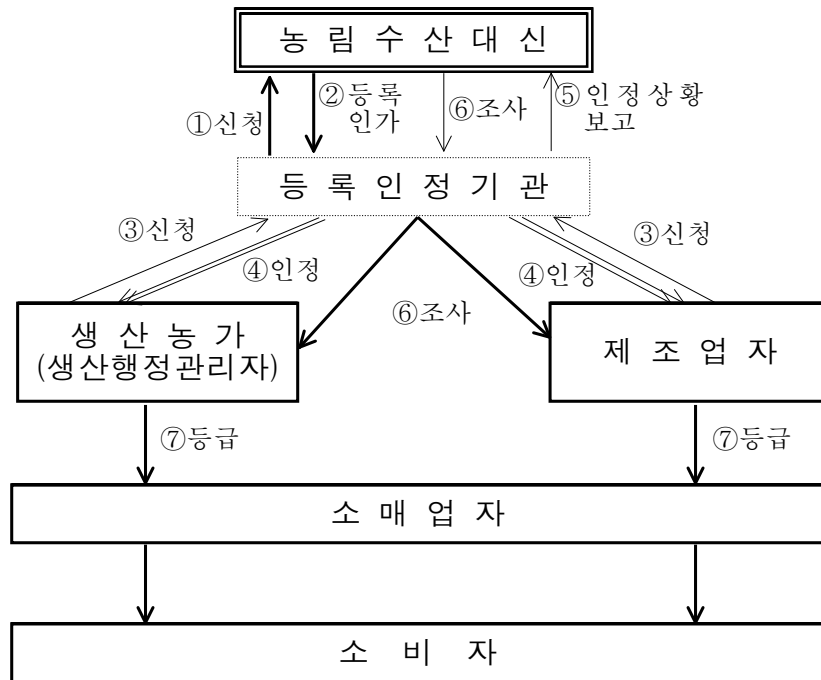 농 림 수 산 대 신
①신청
②등록
인가
⑥조사
⑤인정상황
보고
등 록 인 정 기 관
③신청
④인정
⑥조사
④인정
③신청
생 산 농 가
(생산행정관리자)
제 조 업 자
⑦등급
⑦등급
소 매 업 자
소 비 자